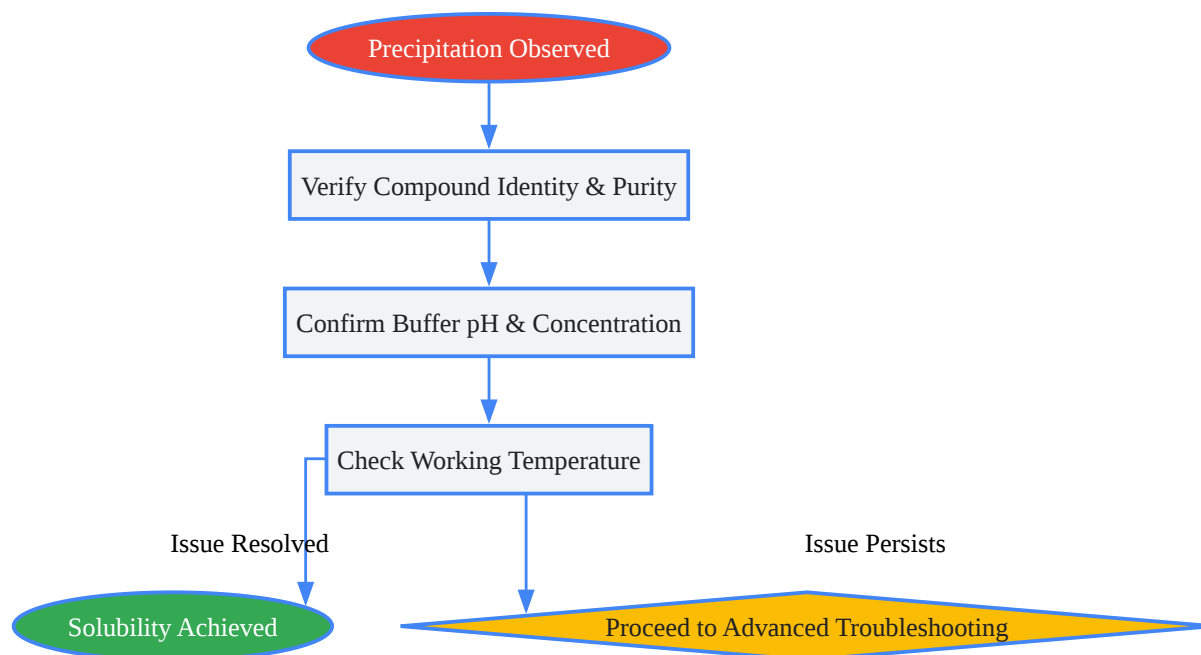 Precipitation Observed
Verify Compound Identity & Purity
Confirm Buffer pH & Concentration
Check Working Temperature
Issue Resolved
Issue Persists
Solubility Achieved
Proceed to Advanced Troubleshooting